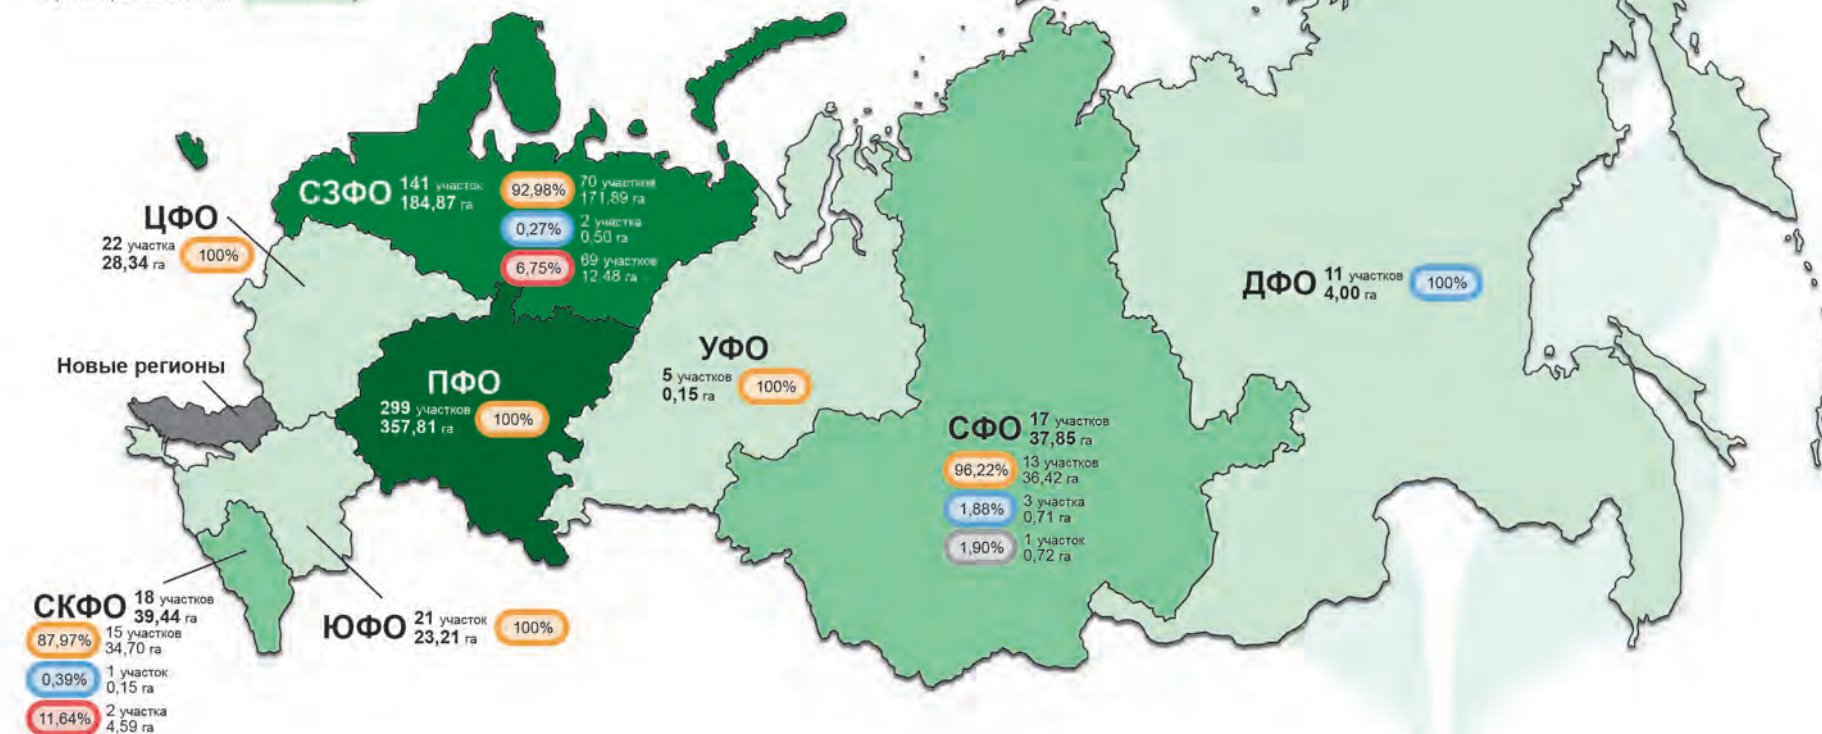 СЗФО
141 участок
184,87 га
92,98%
70 участков
171,89 га
0,27%
2 участка
0,50 га
6,75%
69 участков
12,48 га
ЦФО
22 участка
28,34 га
100%
ДФО
11 участков
4,00 га
100%
Новые регионы
УФО
5 участков
0,15 га
100%
ПФО
299 участков
357,81 га
100%
СФО
17 участков
37,85 га
96,22%
13 участков
36,42 га
1,88%
3 участка
0,71 га
1,90%
1 участок
0,72 га
СКФО
18 участков
39,44 га
87,97%
15 участков
34,70 га
0,39%
1 участок
0,15 га
11,64%
2 участка
4,59 га
ЮФО
21 участок
23,21 га
100%